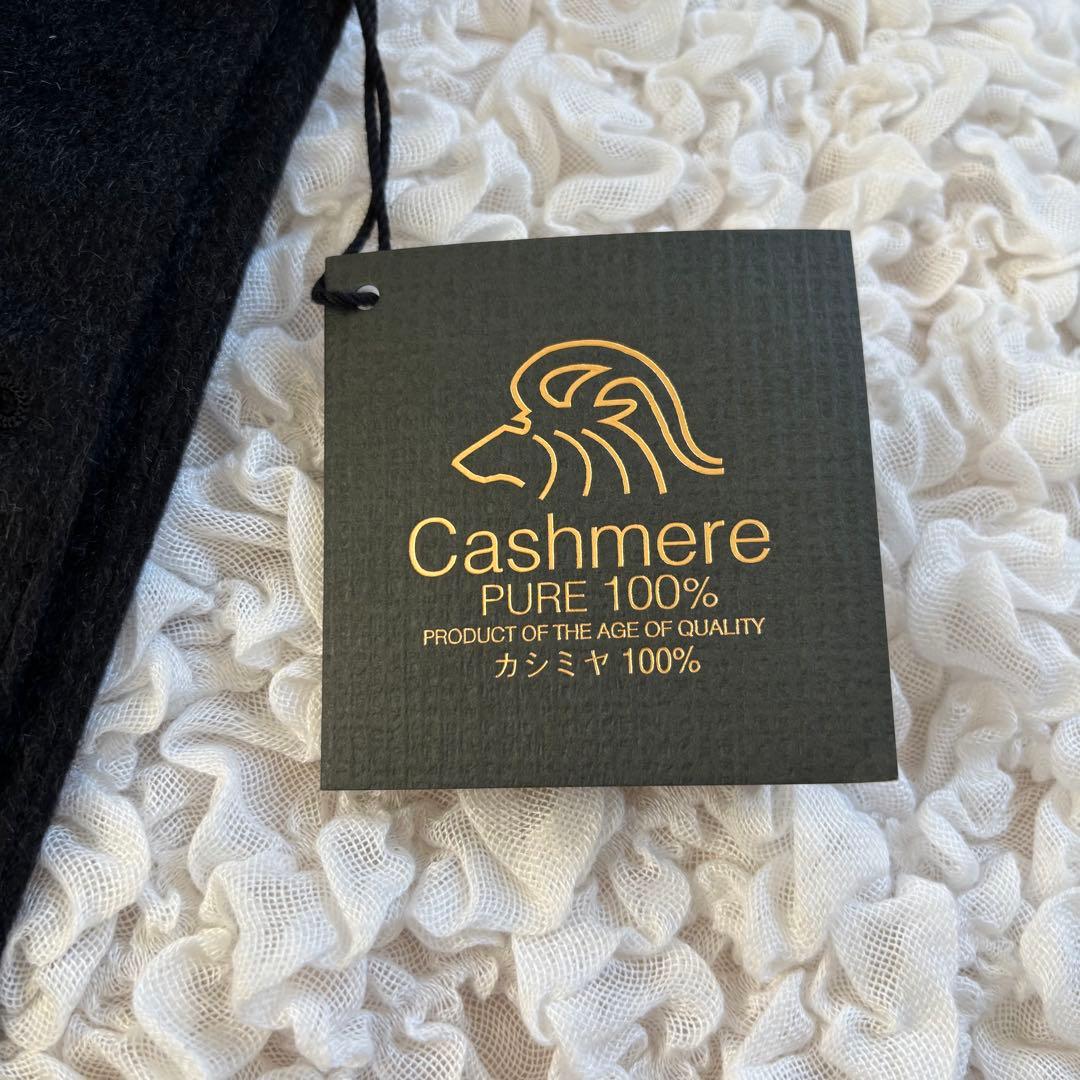 Cashmere
PURE 100%
PRODUCT OF THE AGE OF QUALITY
カシミヤ 100%